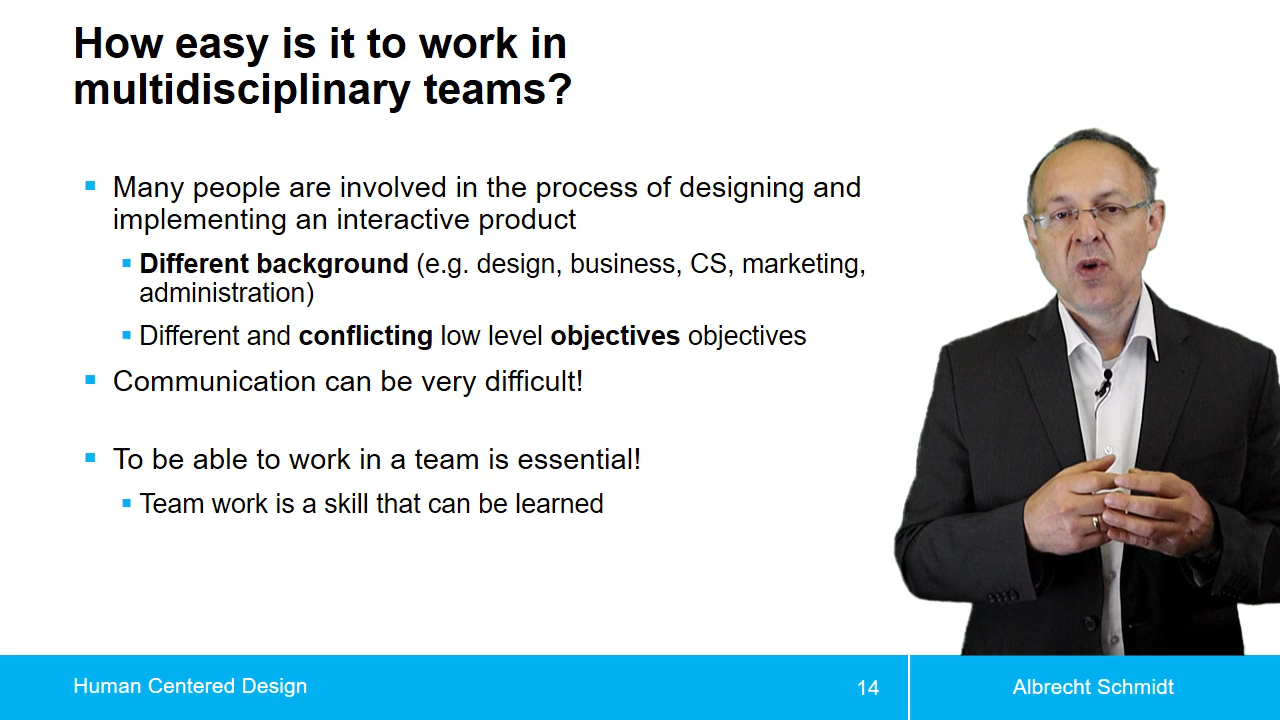 How easy is it to work in
multidisciplinary teams?
Many people are involved in the process of designing and
implementing an interactive product
Different background (e.g. design, business, CS, marketing,
administration)
Different and conflicting low level objectives objectives
Communication can be very difficult!
To be able to work in a team is essential!
Team work is a skill that can be learned
Human Centered Design
14
Albrecht Schmidt